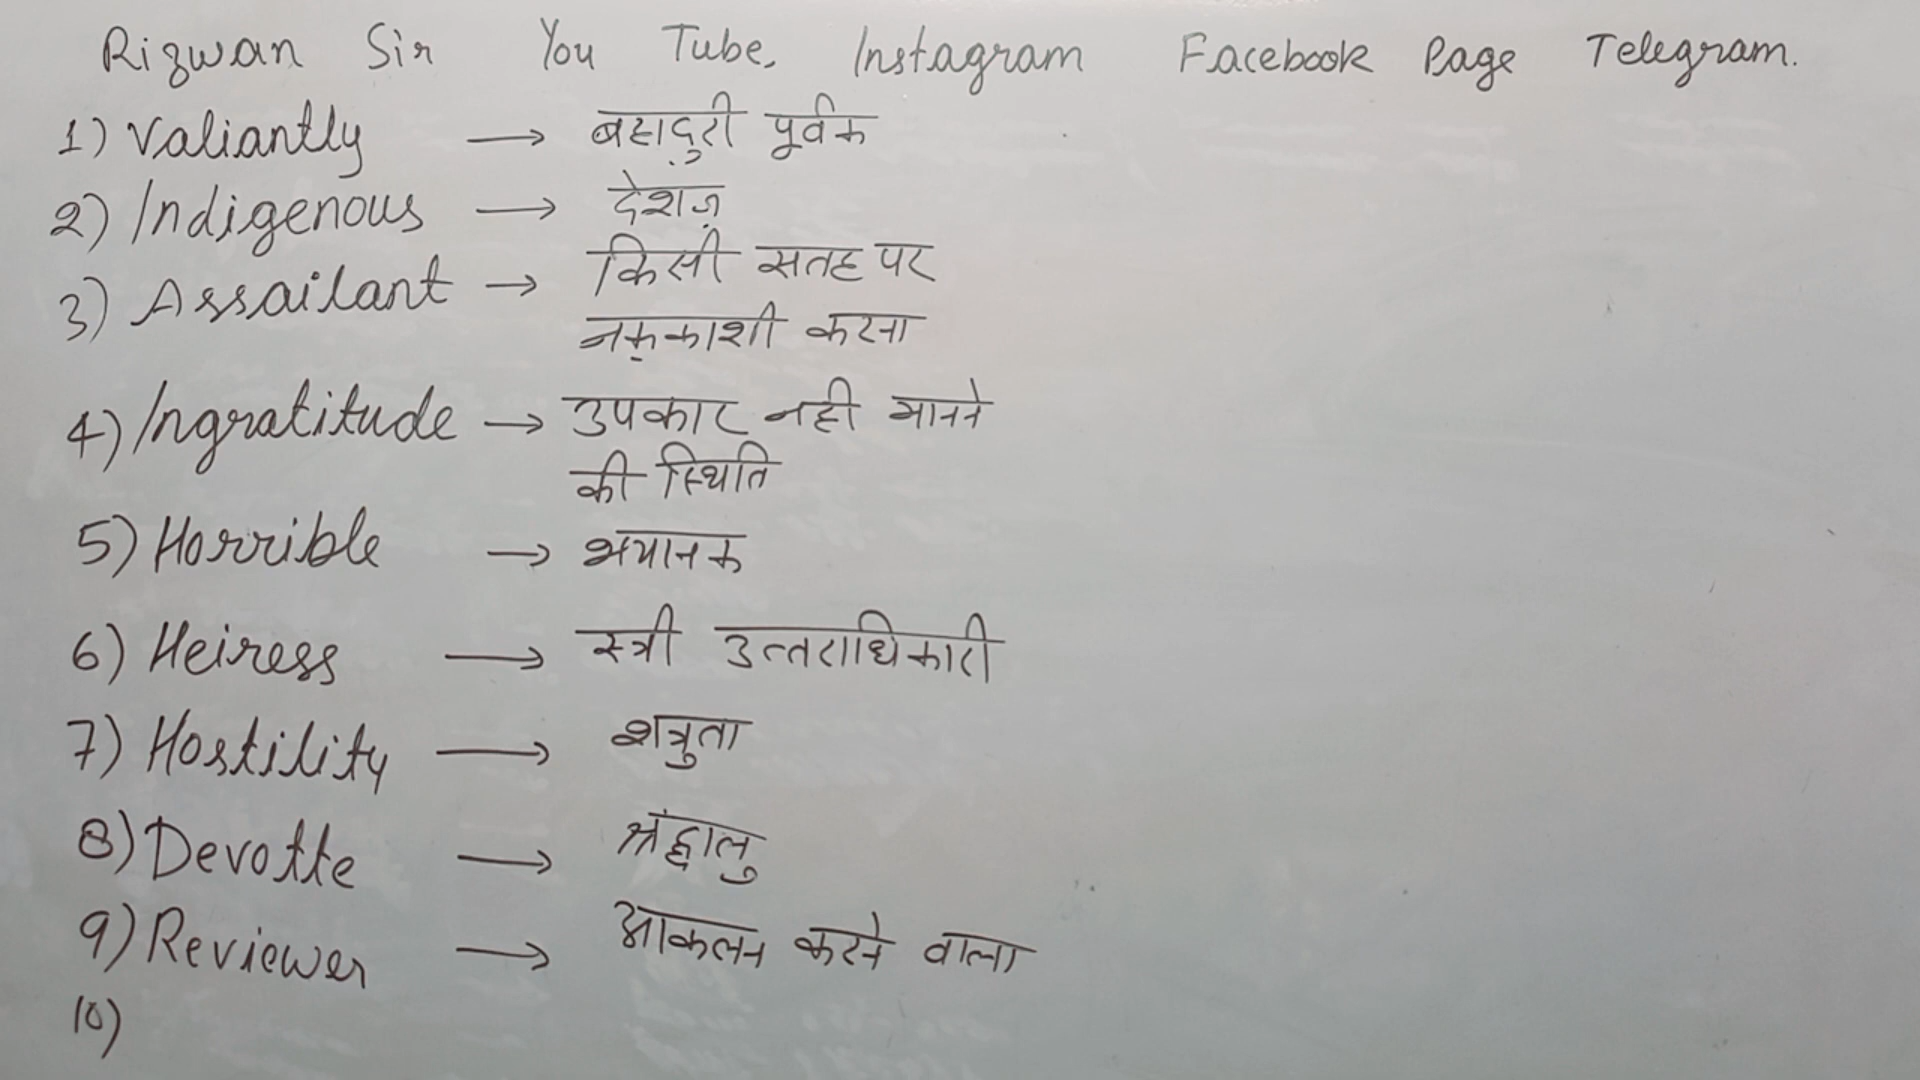 Rizwan Sir You Tube, Instagram Facebook Page Telegram.
1) Valiantly → बहादुरी पूर्वक
2) Indigenous → देशज़
3) Assailant → किसी सतह पर
नक़्काशी करना
4) Ingratitude → उपकार नही मानने
की स्थिति
5) Horrible → भयानक
6) Heiress → स्त्री उत्तराधिकारी
7) Hostility → शत्रुता
8) Devotte → श्रंद्धालु
9) Reviewer → आकलन करने वाला
10)